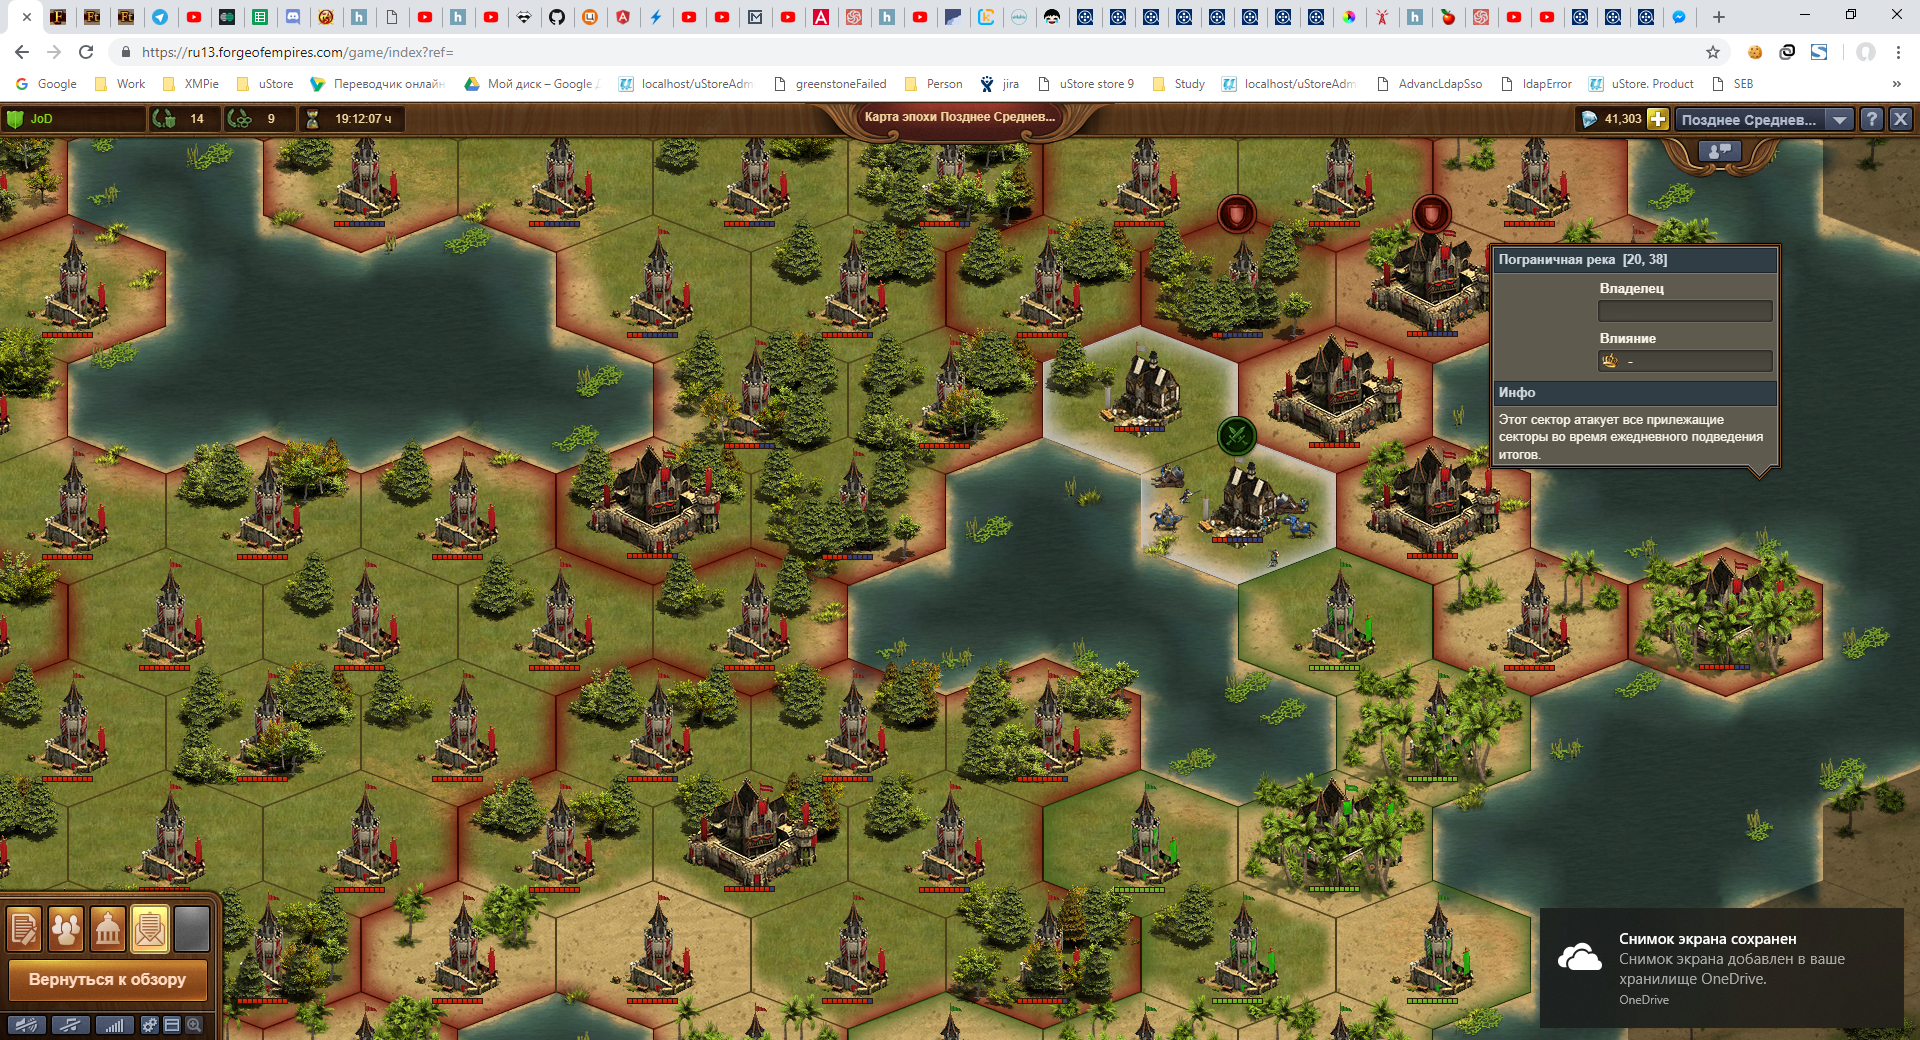 https://ru13.forgeofempires.com/game/index?ref=
Google
Work
XMPie
uStore
Переводчик онлайн
Мой диск – Google
localhost/uStoreAdm
greenstoneFailed
Person
jira
uStore store 9
Study
localhost/uStoreAdm
AdvancLdapSso
ldapError
uStore. Product
SEB
JoD
14
9
19:12:07 ч
Карта эпохи Позднее Среднев...
41,303
Позднее Среднев...
Пограничная река [20, 38]
Владелец
Влияние
-
Инфо
Этот сектор атакует все прилежащие
секторы во время ежедневного подведения
итогов.
Вернуться к обзору
Снимок экрана сохранен
Снимок экрана добавлен в ваше
хранилище OneDrive.
OneDrive